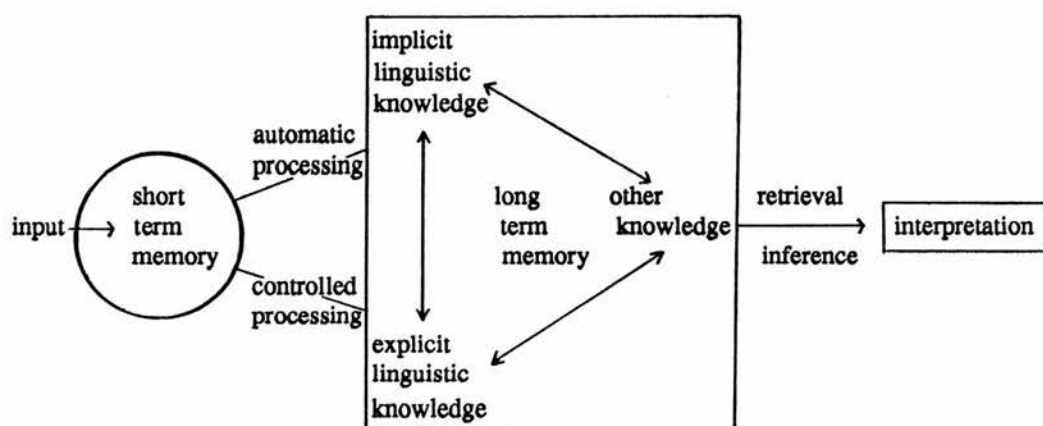 implicit
linguistic
knowledge
automatic
processing
short
term
memory
input
long
term
memory
other
knowledge
retrieval
inference
interpretation
controlled
processing
explicit
linguistic
knowledge